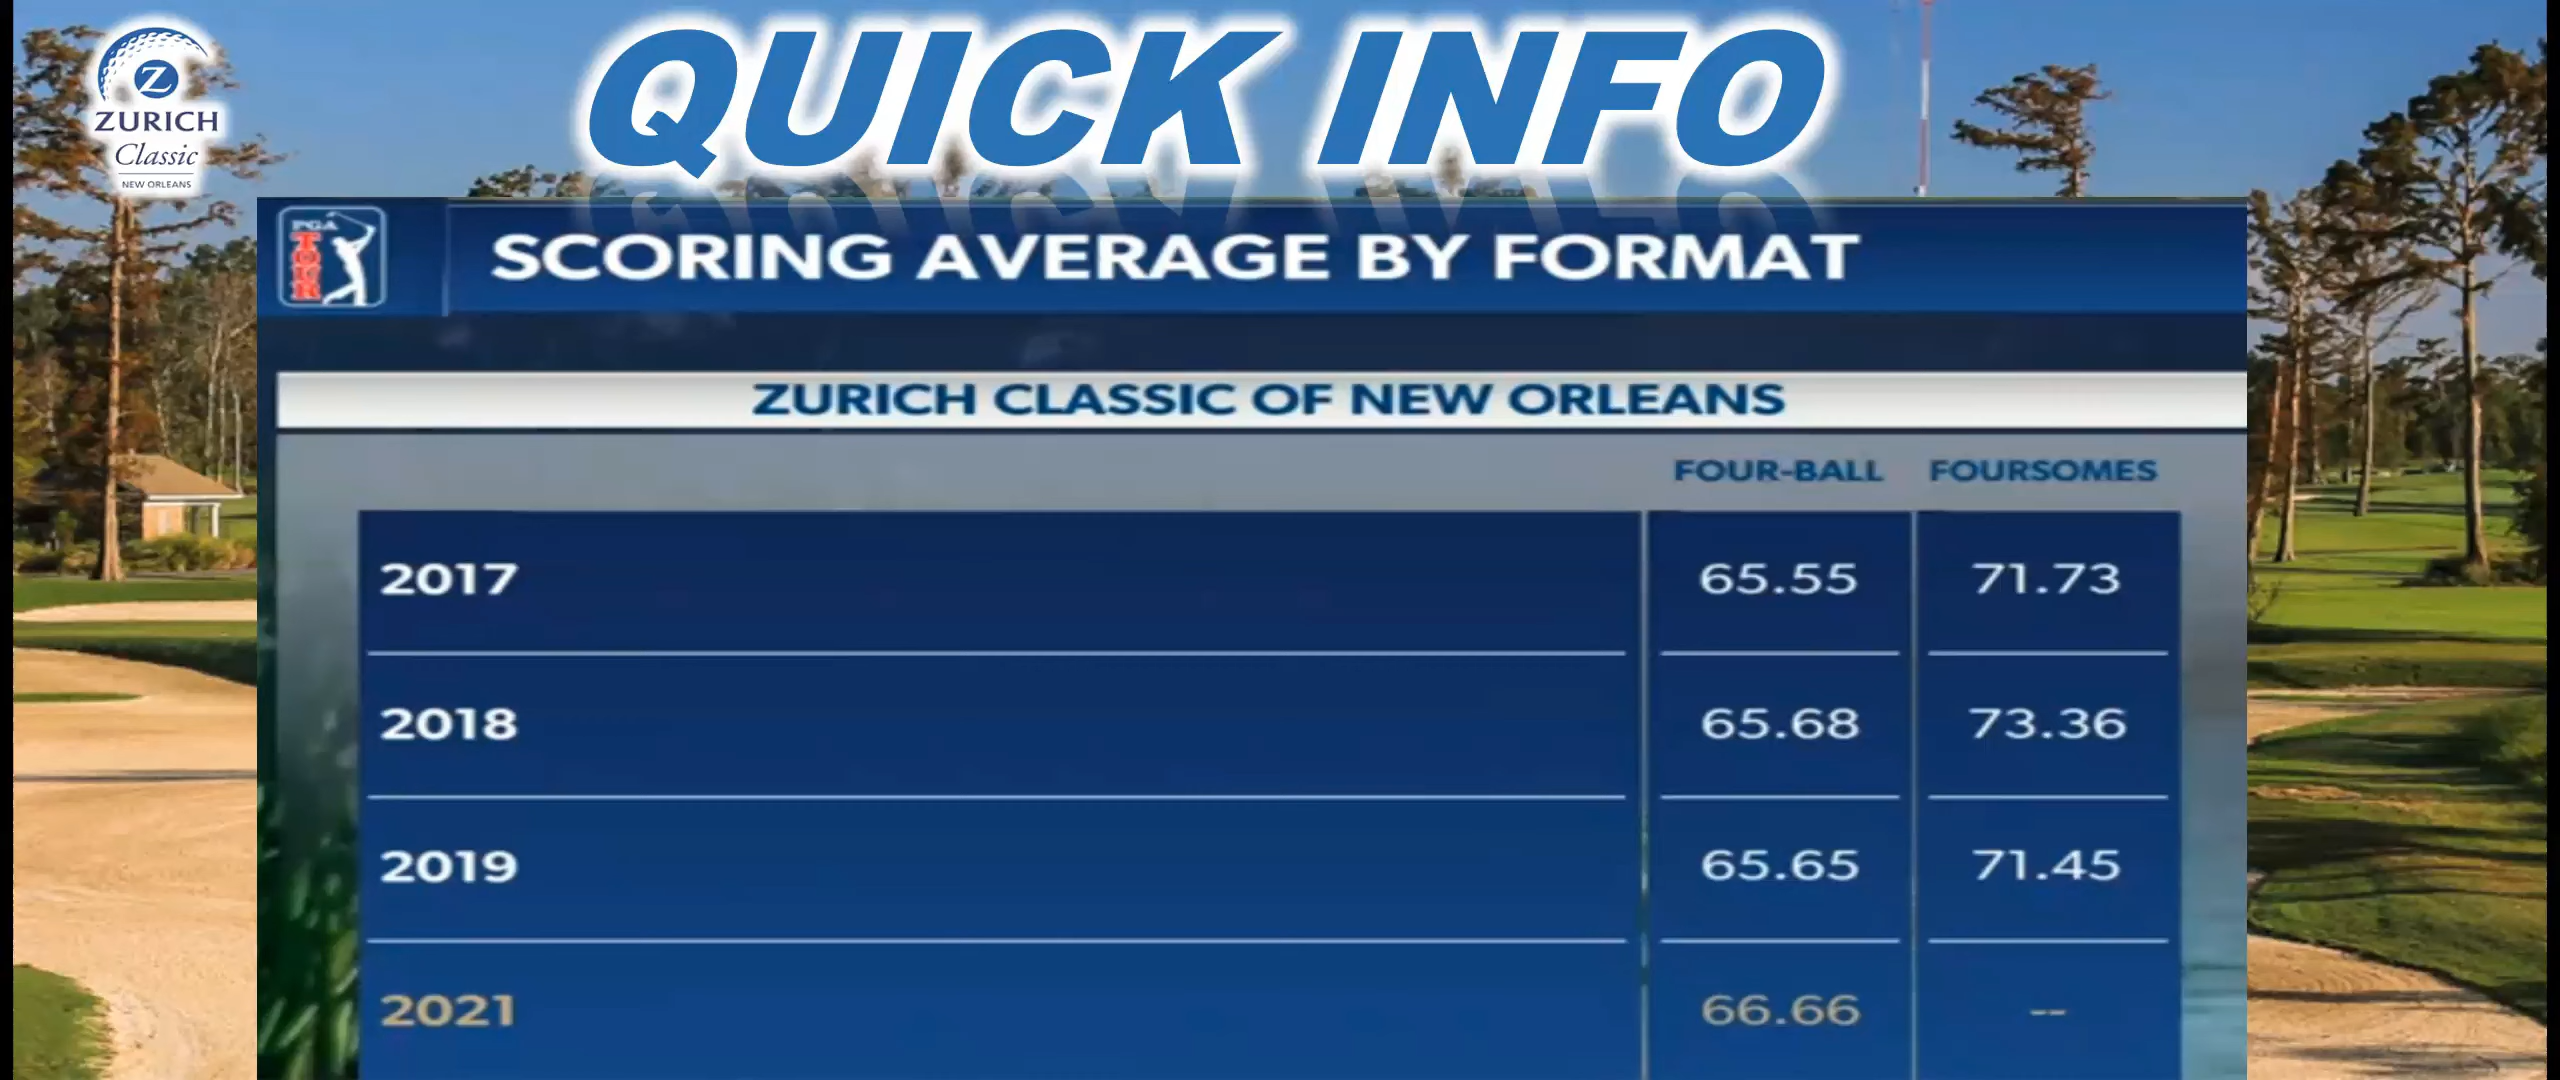 Z
ZURICH
Classic
NEW ORLEANS
QUICK INFO
PGA
TOUR
SCORING AVERAGE BY FORMAT
ZURICH CLASSIC OF NEW ORLEANS
FOUR-BALL FOURSOMES
2017 65.55 71.73
2018 65.68 73.36
2019 65.65 71.45
2021 66.66 --